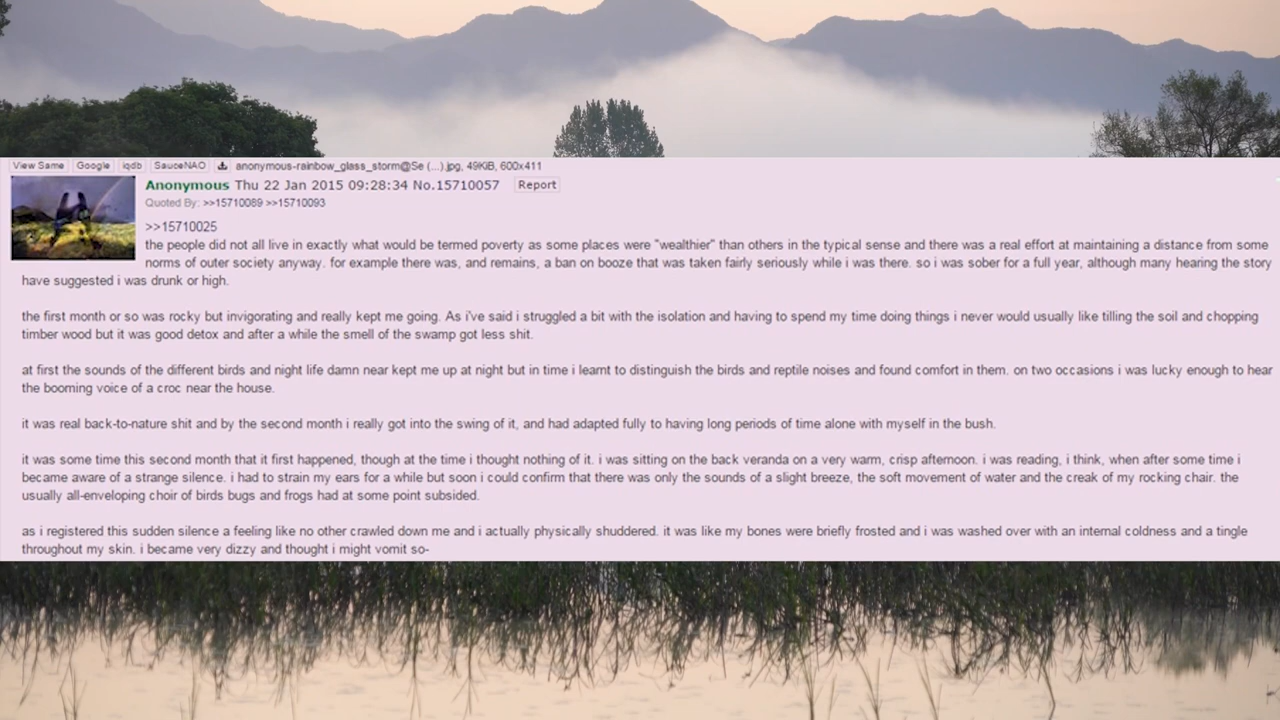 View Same Google iqdb SauceNAO anonymous-rainbow_glass_storm@Se (...).jpg, 49KiB, 600x411
Anonymous Thu 22 Jan 2015 09:28:34 No.15710057 Report
Quoted By: >>15710089 >>15710093
>>15710025
the people did not all live in exactly what would be termed poverty as some places were "wealthier" than others in the typical sense and there was a real effort at maintaining a distance from some
norms of outer society anyway. for example there was, and remains, a ban on booze that was taken fairly seriously while i was there. so i was sober for a full year, although many hearing the story
have suggested i was drunk or high.
the first month or so was rocky but invigorating and really kept me going. As i've said i struggled a bit with the isolation and having to spend my time doing things i never would usually like tilling the soil and chopping
timber wood but it was good detox and after a while the smell of the swamp got less shit.
at first the sounds of the different birds and night life damn near kept me up at night but in time i learnt to distinguish the birds and reptile noises and found comfort in them. on two occasions i was lucky enough to hear
the booming voice of a croc near the house.
it was real back-to-nature shit and by the second month i really got into the swing of it, and had adapted fully to having long periods of time alone with myself in the bush.
it was some time this second month that it first happened, though at the time i thought nothing of it. i was sitting on the back veranda on a very warm, crisp afternoon. i was reading, i think, when after some time i
became aware of a strange silence. i had to strain my ears for a while but soon i could confirm that there was only the sounds of a slight breeze, the soft movement of water and the creak of my rocking chair. the
usually all-enveloping choir of birds bugs and frogs had at some point subsided.
as i registered this sudden silence a feeling like no other crawled down me and i actually physically shuddered. it was like my bones were briefly frosted and i was washed over with an internal coldness and a tingle
throughout my skin. i became very dizzy and thought i might vomit so-